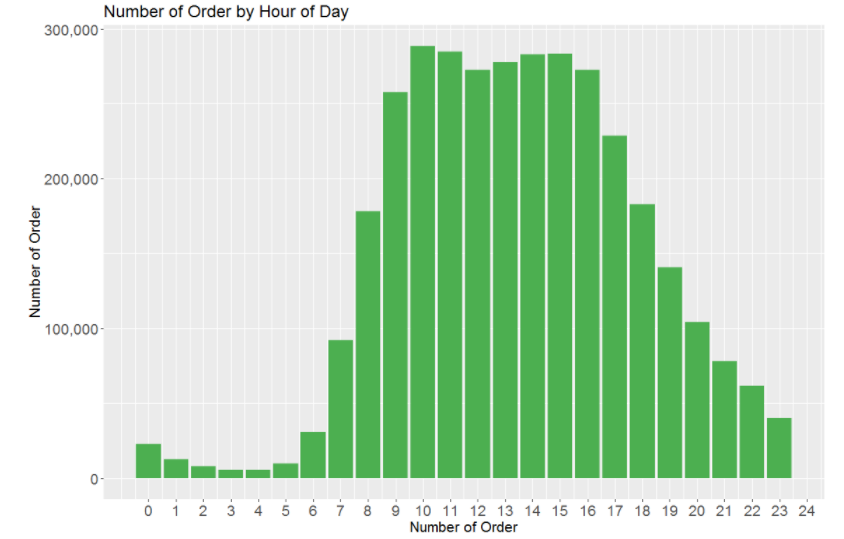 Number of Order by Hour of Day
300,000
200,000
100,000
0
Number of Order
0 1 2 3 4 5 6 7 8 9 10 11 12 13 14 15 16 17 18 19 20 21 22 23 24
Number of Order